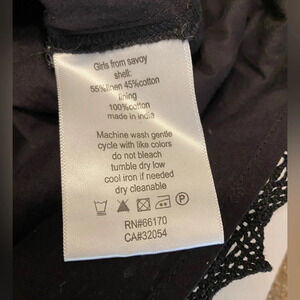 Girls from savoy
shell:
55%linen 45%cotton
lining
100%cotton
made in india
Machine wash gentle
cycle with like colors
do not bleach
tumble dry low
cool iron if needed
dry cleanable
P
RN#66170
CA#32054